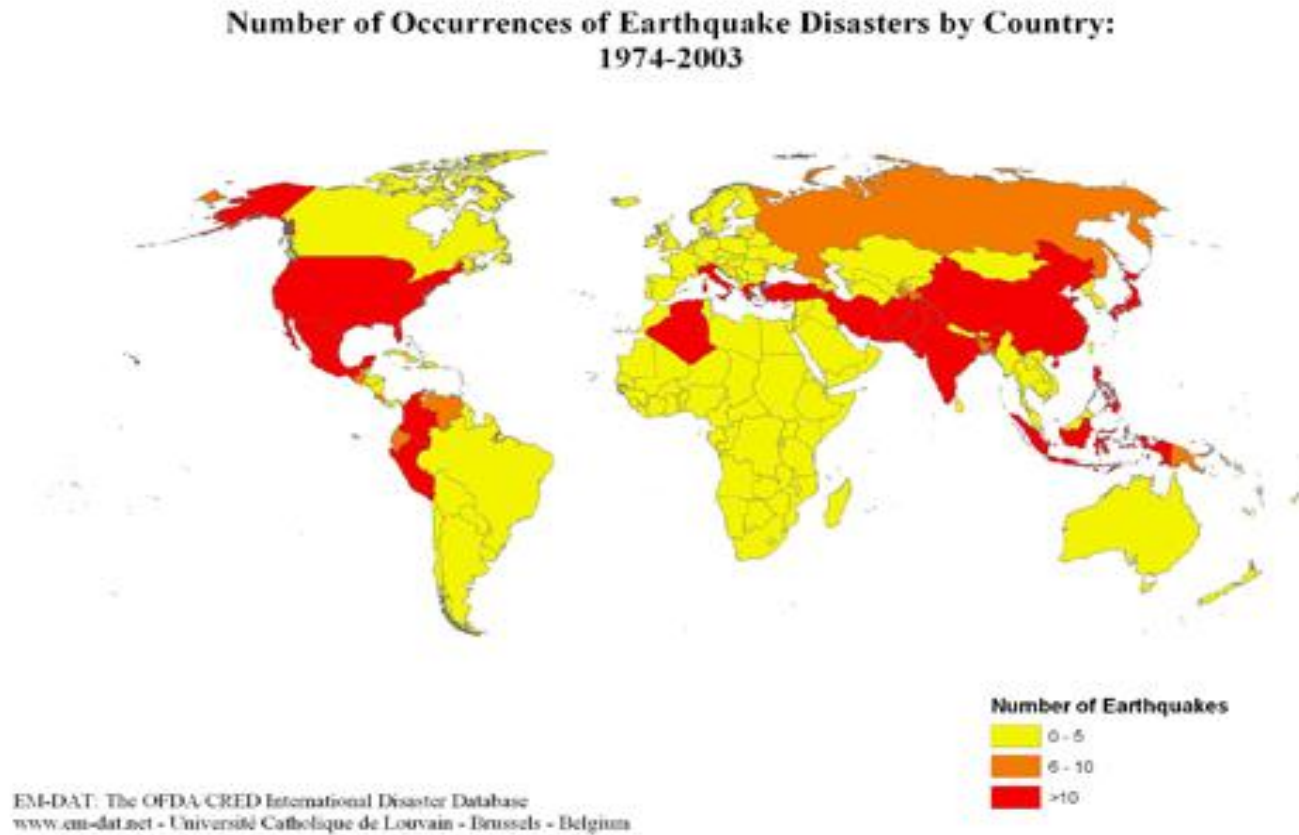 Number of Occurrences of Earthquake Disasters by Country:
1974-2003
Number of Earthquakes
0 - 5
6 - 10
>10
EM-DAT: The OFDA/CRED International Disaster Database
www.em-dat.net - Université Catholique de Louvain - Brussels - Belgium